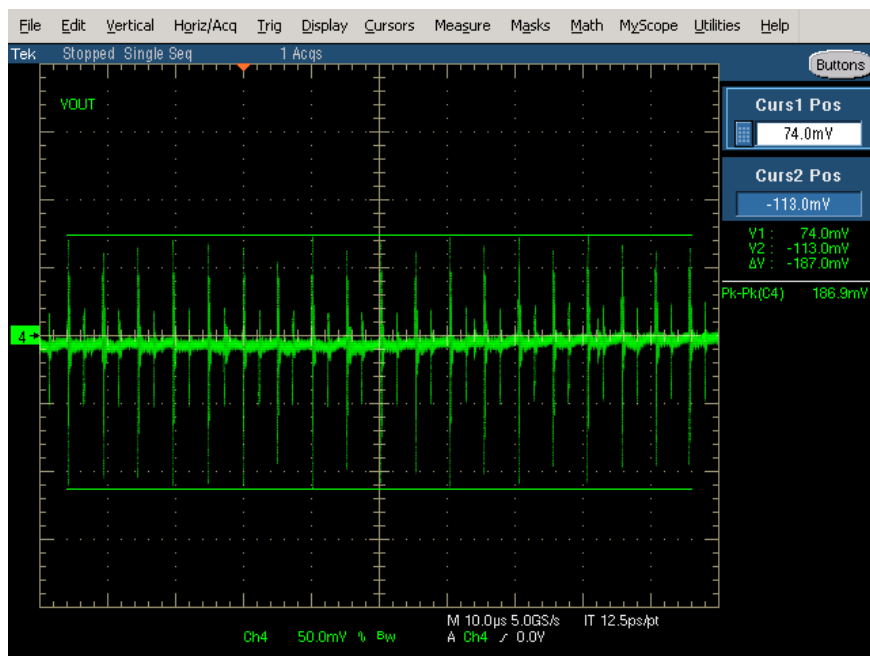 File Edit Vertical Horiz/Acq Trig Display Cursors Measure Masks Math MyScope Utilities Help
Tek Stopped Single Seq 1 Acqs
Buttons
VOUT
Curs1 Pos
74.0mV
Curs2 Pos
-113.0mV
V1 : 74.0mV
V2 : -113.0mV
ΔV : -187.0mV
Pk-Pk(C4) 186.9mV
4
M 10.0µs 5.0GS/s IT 12.5ps/pt
Ch4 50.0mV Bw A Ch4 0.0V